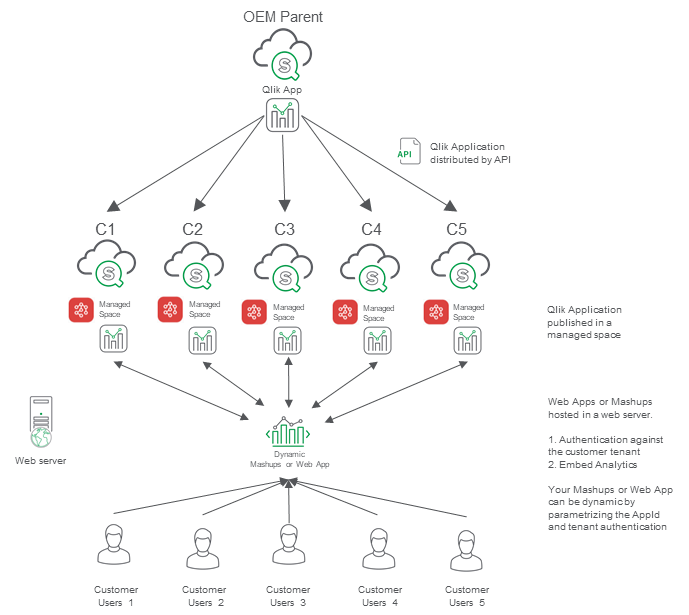 OEM Parent
S
Qlik App
API
Qlik Application
distributed by API
C1
C2
C3
C4
C5
S
S
S
S
S
Managed
Space
Managed
Space
Managed
Space
Managed
Space
Managed
Space
Qlik Application
published in a
managed space
Web server
Dynamic
Mashups or Web App
Web Apps or Mashups
hosted in a web server.
1. Authentication against
the customer tenant
2. Embed Analytics
Your Mashups or Web App
can be dynamic by
parametrizing the AppId
and tenant authentication
Customer
Users 1
Customer
Users 2
Customer
Users 3
Customer
Users 4
Customer
Users 5